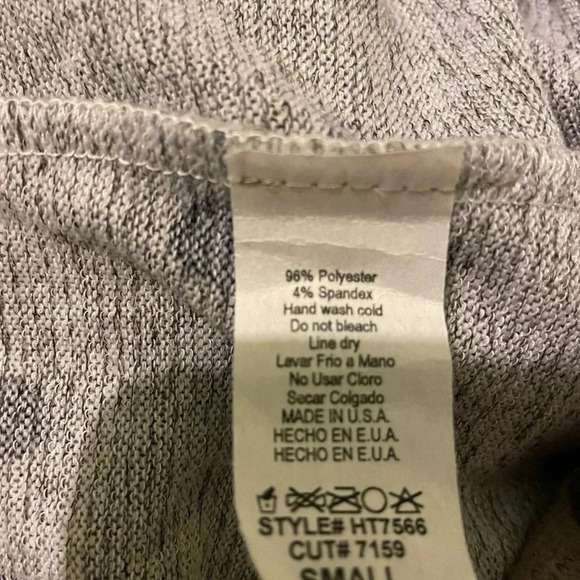 96% Polyester
4% Spandex
Hand wash cold
Do not bleach
Line dry
Lavar Frio a Mano
No Usar Cloro
Secar Colgado
MADE IN U.S.A.
HECHO EN E.U.A.
HECHO EN E.U.A.
STYLE# HT7566
CUT# 7159
SMALL